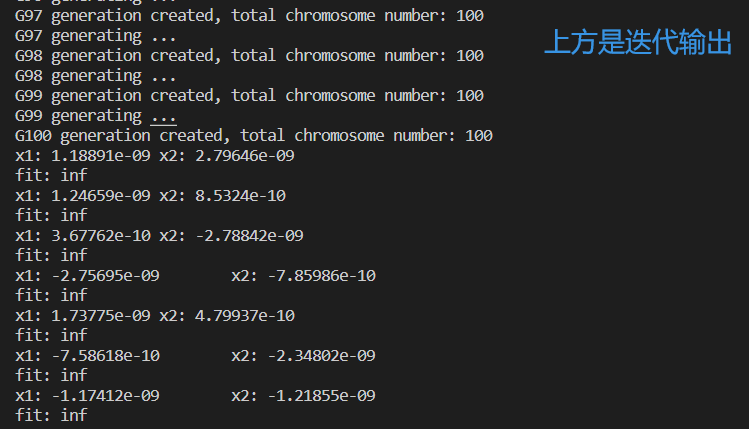 G97 generation created, total chromosome number: 100
G97 generating ...
G98 generation created, total chromosome number: 100
G98 generating ...
G99 generation created, total chromosome number: 100
G99 generating ...
G100 generation created, total chromosome number: 100
x1: 1.18891e-09 x2: 2.79646e-09
fit: inf
x1: 1.24659e-09 x2: 8.5324e-10
fit: inf
x1: 3.67762e-10 x2: -2.78842e-09
fit: inf
x1: -2.75695e-09 x2: -7.85986e-10
fit: inf
x1: 1.73775e-09 x2: 4.79937e-10
fit: inf
x1: -7.58618e-10 x2: -2.34802e-09
fit: inf
x1: -1.17412e-09 x2: -1.21855e-09
fit: inf
上方是迭代输出